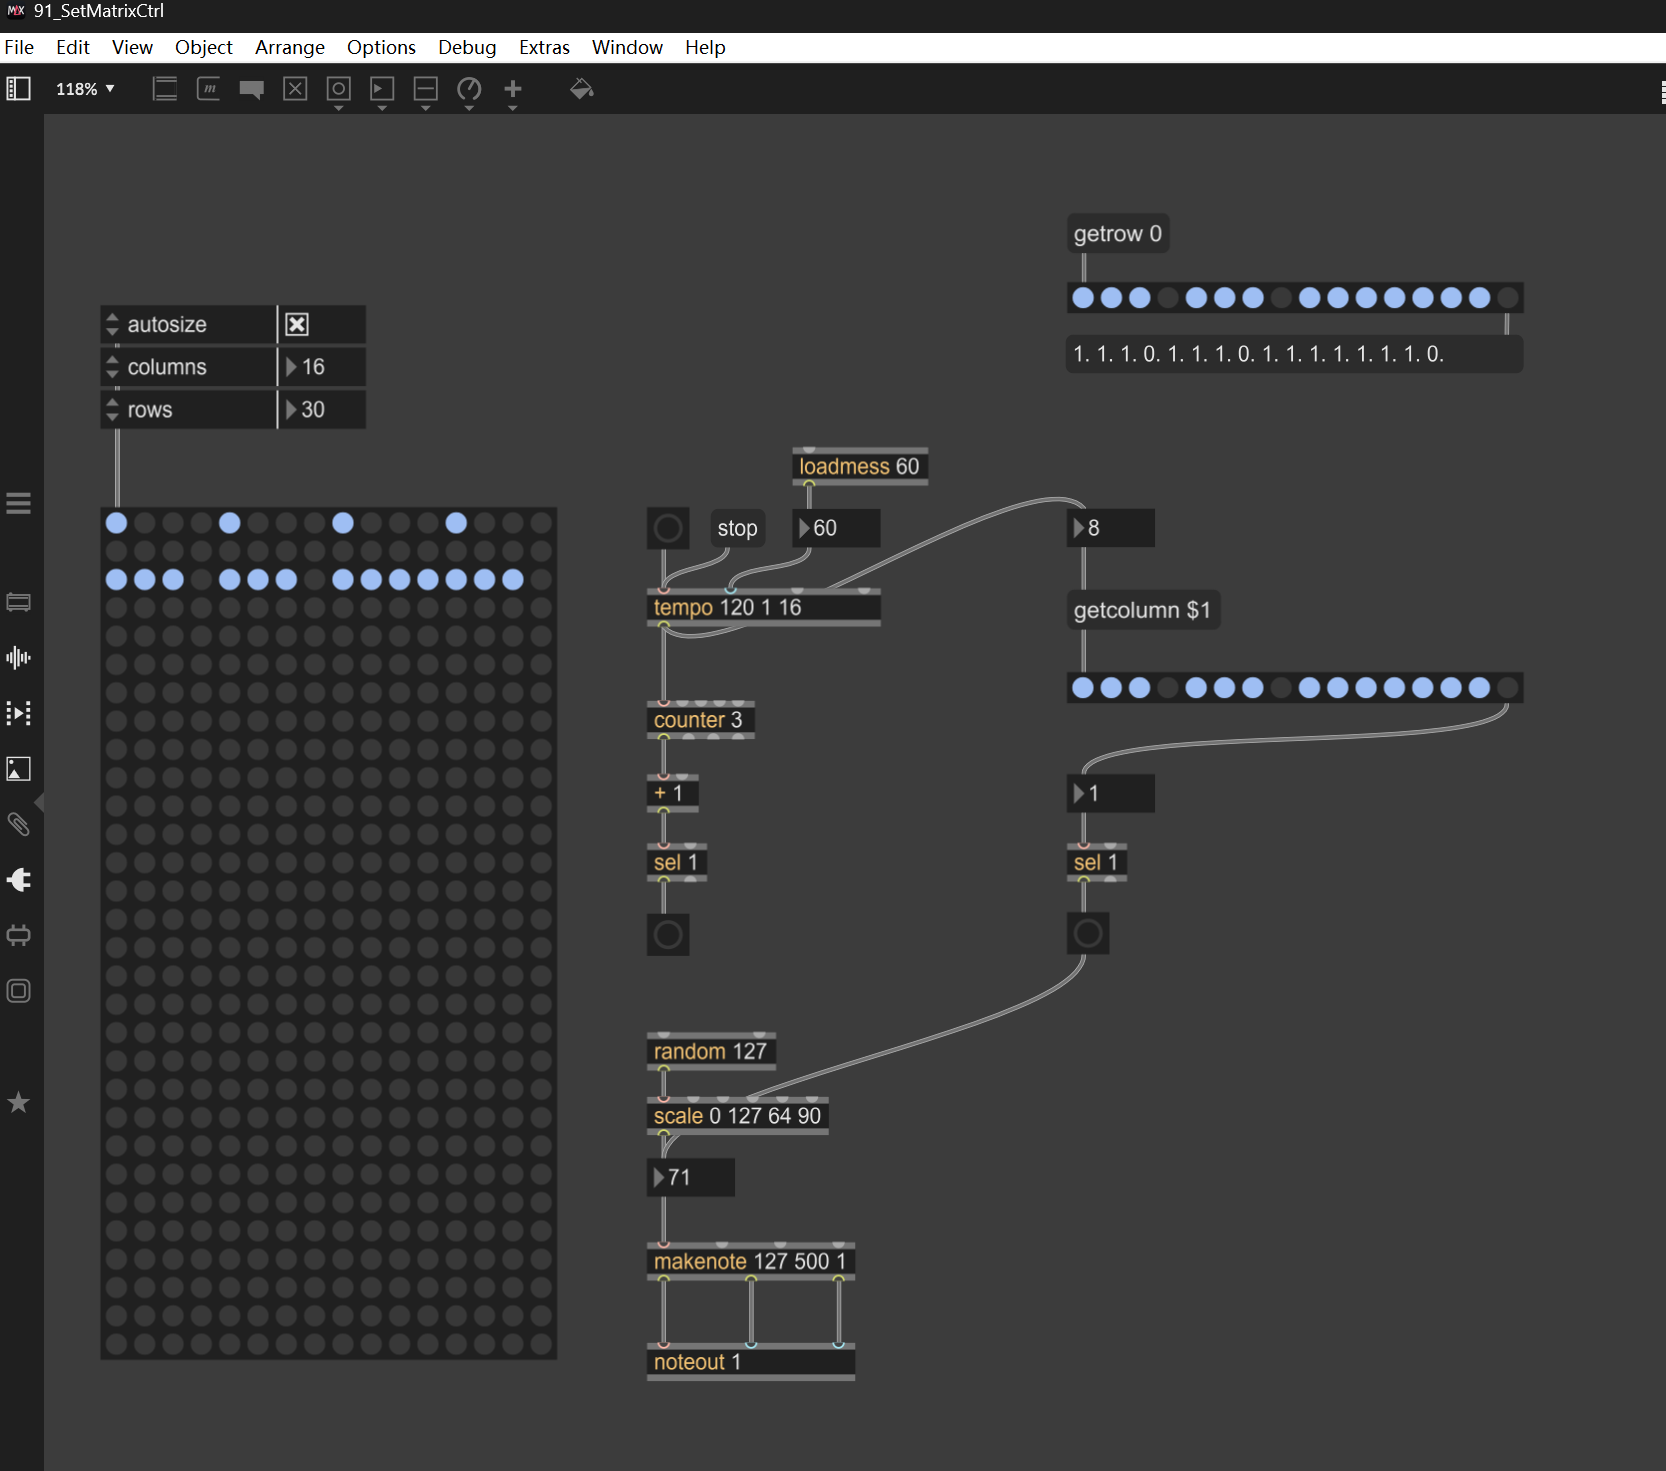 91_SetMatrixCtrl
File Edit View Object Arrange Options Debug Extras Window Help
118%
getrow 0
1. 1. 1. 0. 1. 1. 1. 0. 1. 1. 1. 1. 1. 1. 1. 0.
autosize
columns 16
rows 30
loadmess 60
stop
60
8
tempo 120 1 16
getcolumn $1
counter 3
+ 1
1
sel 1
sel 1
random 127
scale 0 127 64 90
71
makenote 127 500 1
noteout 1